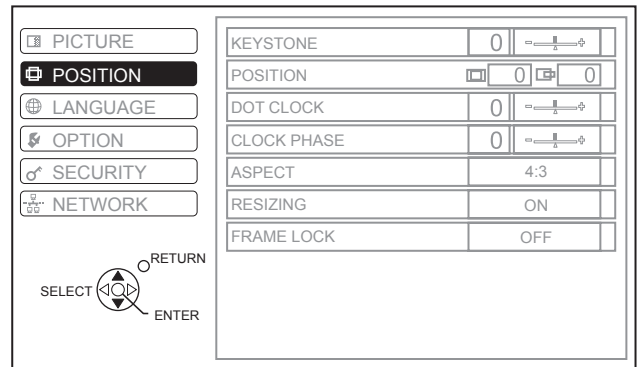 PICTURE
POSITION
LANGUAGE
OPTION
SECURITY
NETWORK
RETURN
SELECT
ENTER
KEYSTONE 0 - +
POSITION 0 0
DOT CLOCK 0 - +
CLOCK PHASE 0 - +
ASPECT 4:3
RESIZING ON
FRAME LOCK OFF